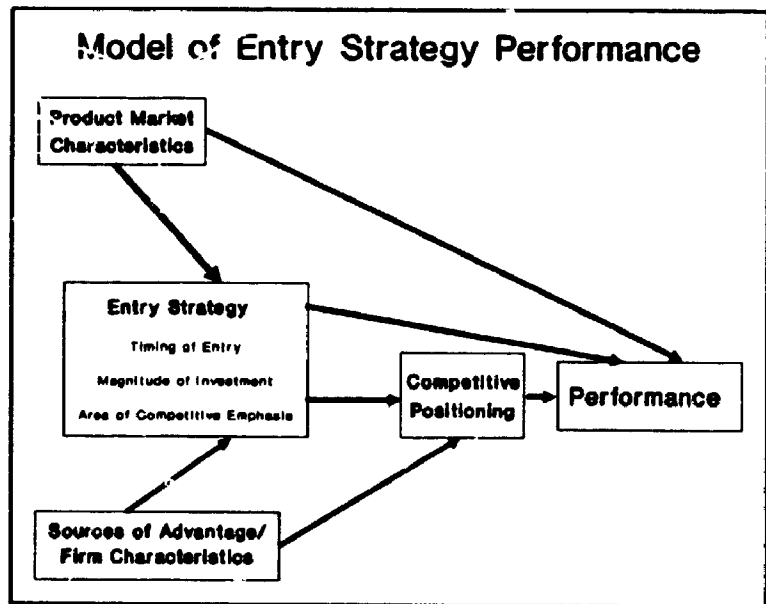 Model of Entry Strategy Performance
Product Market
Characteristics
Entry Strategy
Timing of Entry
Magnitude of Investment
Area of Competitive Emphasis
Competitive
Positioning
Performance
Sources of Advantage/
Firm Characteristics